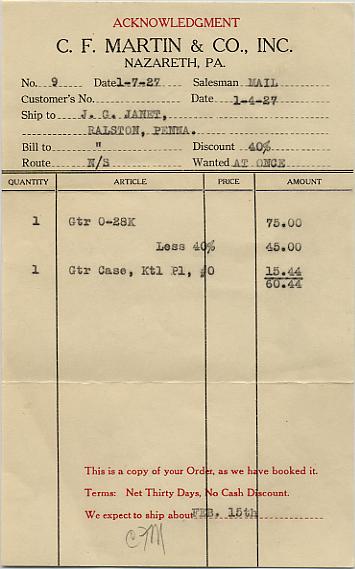 ACKNOWLEDGMENT
C. F. MARTIN & CO., INC.
NAZARETH, PA.
No. 9 Date 1-7-27 Salesman MAIL
Customer's No. Date 1-4-27
Ship to J. G. JANET,
RALSTON, PENNA.
Bill to " Discount 40%
Route N/S Wanted AT ONCE
QUANTITY ARTICLE PRICE AMOUNT
1 Gtr 0-28K 75.00
Less 40% 45.00
1 Gtr Case, Ktl Pl, #0 15.44
60.44
This is a copy of your Order, as we have booked it.
Terms: Net Thirty Days, No Cash Discount.
We expect to ship about FEB. 15th
CFM